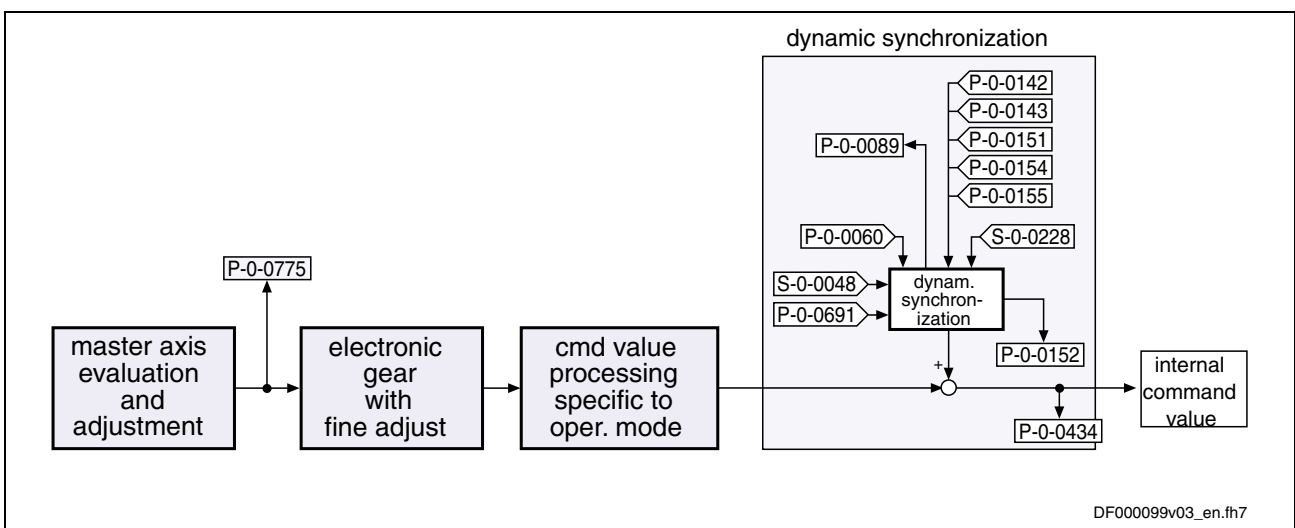 dynamic synchronization
P-0-0142
P-0-0143
P-0-0151
P-0-0154
P-0-0155
P-0-0089
P-0-0060
S-0-0228
S-0-0048
P-0-0691
dynam.
synchron-
ization
P-0-0152
P-0-0775
master axis
evaluation
and
adjustment
electronic
gear
with
fine adjust
cmd value
processing
specific to
oper. mode
+
internal
command
value
P-0-0434
DF000099v03_en.fh7